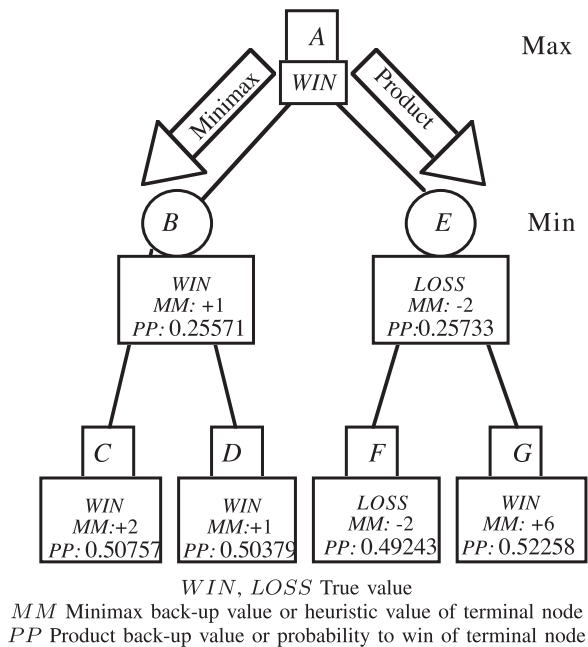 A
Max
WIN
Minimax
Product
B
E
Min
WIN
MM: +1
PP: 0.25571
LOSS
MM: -2
PP:0.25733
C
D
F
G
WIN
MM:+2
PP: 0.50757
WIN
MM:+1
PP: 0.50379
LOSS
MM: -2
PP: 0.49243
WIN
MM: +6
PP: 0.52258
WIN, LOSS True value
MM Minimax back-up value or heuristic value of terminal node
PP Product back-up value or probability to win of terminal node